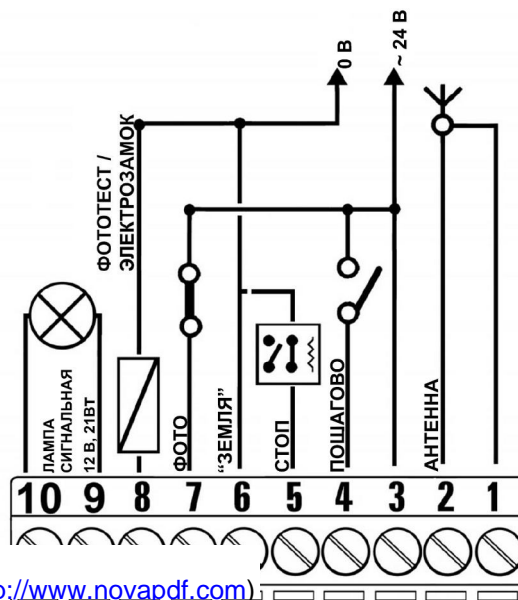 0 В
~ 24 В
ФОТОТЕСТ /
ЭЛЕКТРОЗАМОК
ЛАМПА
СИГНАЛЬНАЯ
12 В, 21ВТ
ФОТО
“ЗЕМЛЯ”
СТОП
ПОШАГОВО
АНТЕННА
10 9 8 7 6 5 4 3 2 1
p://www.novapdf.com)